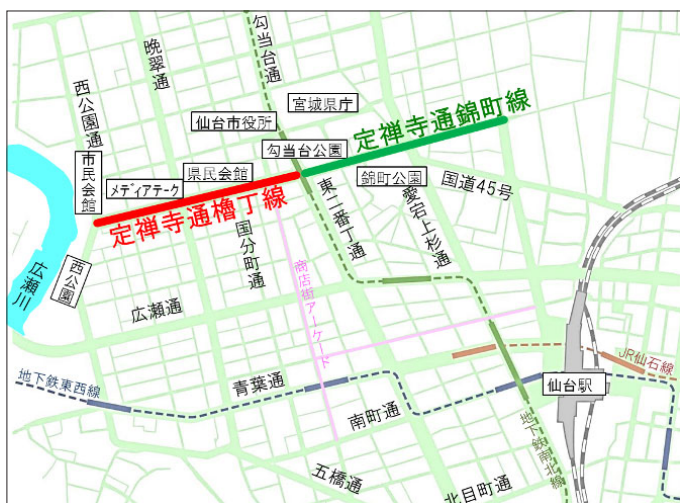 勾当台通
晩翠通
西公園通
宮城県庁
仙台市役所
定禅寺通錦町線
勾当台公園
市民会館
メディアテーク
県民会館
錦町公園
国道45号
定禅寺通櫓丁線
東二番丁通
愛宕上杉通
国分町通
西公園
広瀬川
広瀬通
商店街アーケード
JR仙石線
地下鉄東西線
青葉通
仙台駅
南町通
地下鉄南北線
五橋通
北目町通